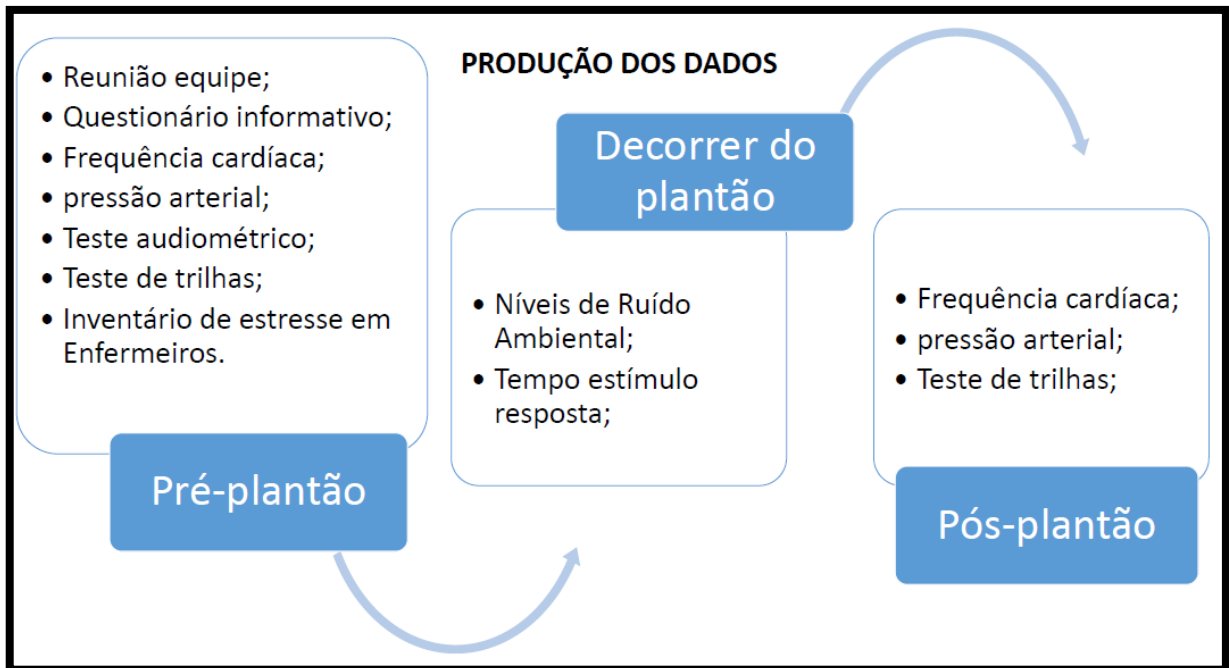 PRODUÇÃO DOS DADOS
• Reunião equipe;
• Questionário informativo;
• Frequência cardíaca;
• pressão arterial;
• Teste audiométrico;
• Teste de trilhas;
• Inventário de estresse em
Enfermeiros.
Pré-plantão
Decorrer do
plantão
• Níveis de Ruído
Ambiental;
• Tempo estímulo
resposta;
• Frequência cardíaca;
• pressão arterial;
• Teste de trilhas;
Pós-plantão